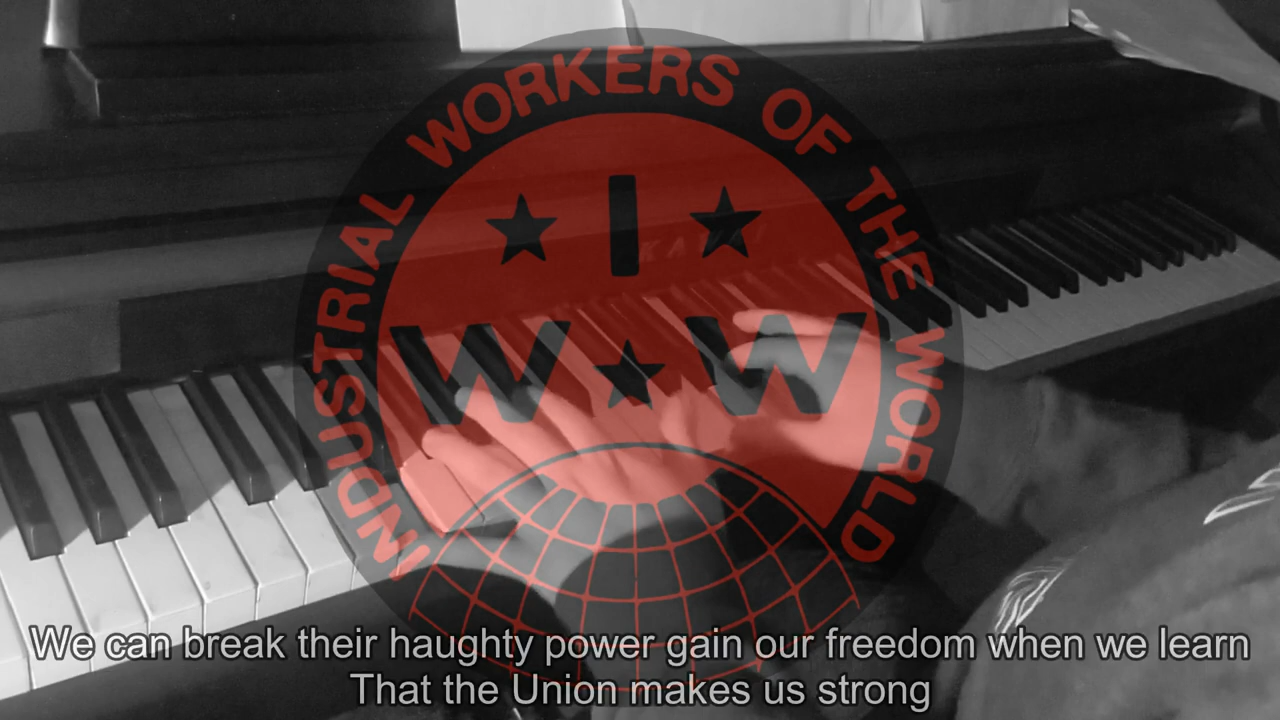 INDUSTRIAL WORKERS OF THE WORLD
I
W W
We can break their haughty power gain our freedom when we learn
That the Union makes us strong